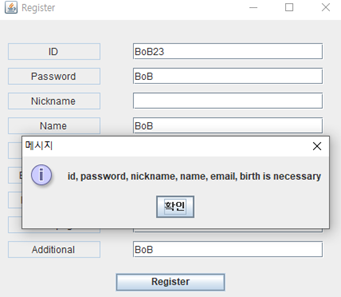 Register
ID
BoB23
Password
BoB
Nickname
Name
BoB
메시지
id, password, nickname, name, email, birth is necessary
확인
Additional
BoB
Register